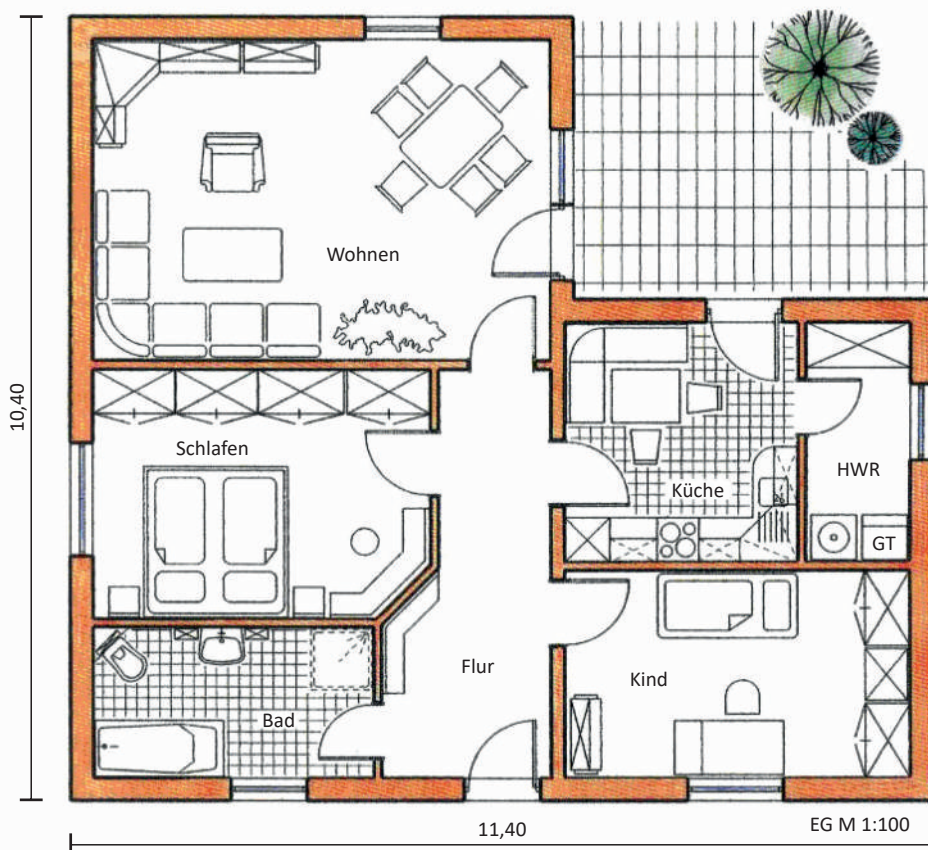 Wohnen
10,40
Schlafen
Küche
HWR
GT
Flur
Kind
Bad
11,40
EG M 1:100